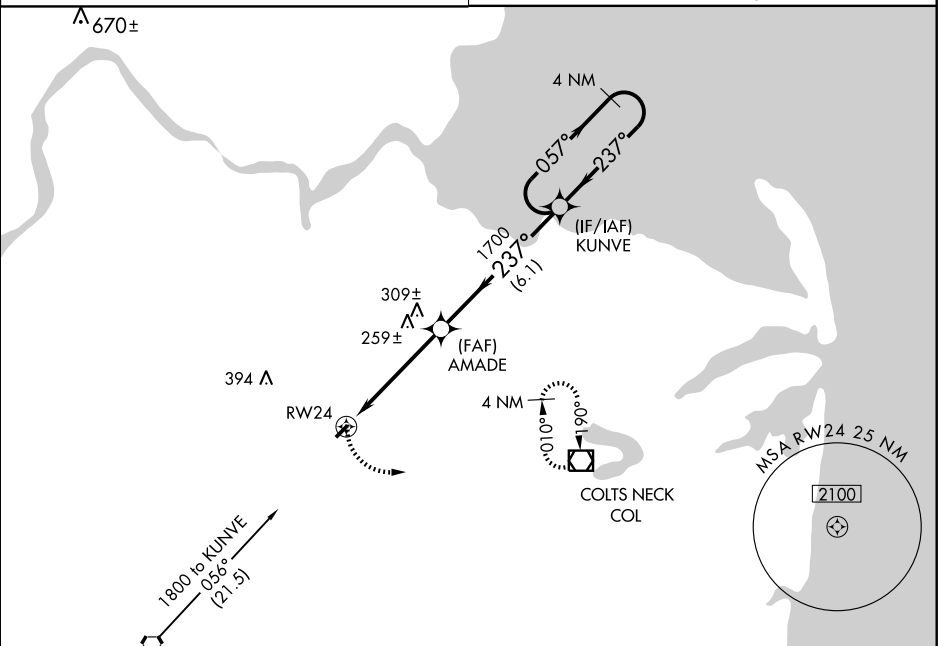 670±
4 NM
057°
237°
(IF/IAF)
KUNVE
1700
237°
(6.1)
309±
259±
(FAF)
AMADE
394
RW24
4 NM
010°
190°
COLTS NECK
COL
MSA RW24 25 NM
2100
1800 to KUNVE
056°
(21.5)